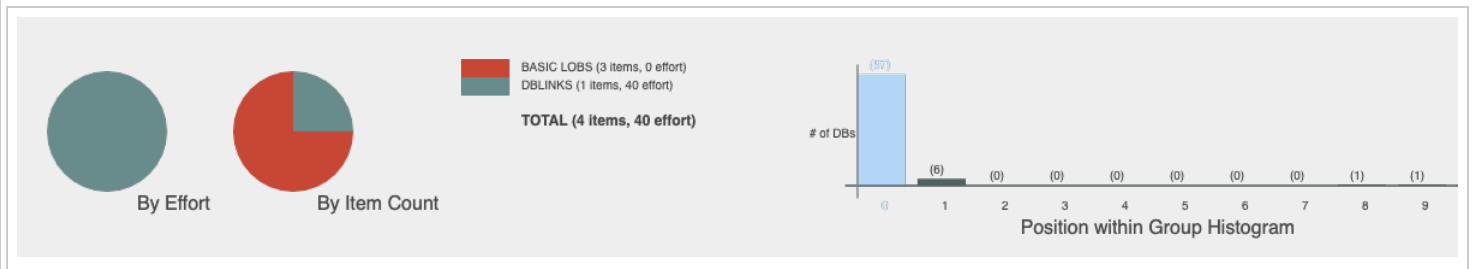 By Effort
By Item Count
BASIC LOBS (3 items, 0 effort)
DBLINKS (1 items, 40 effort)
TOTAL (4 items, 40 effort)
# of DBs
(97)
(6)
(0)
(0)
(0)
(0)
(0)
(0)
(1)
(1)
0
1
2
3
4
5
6
7
8
9
Position within Group Histogram